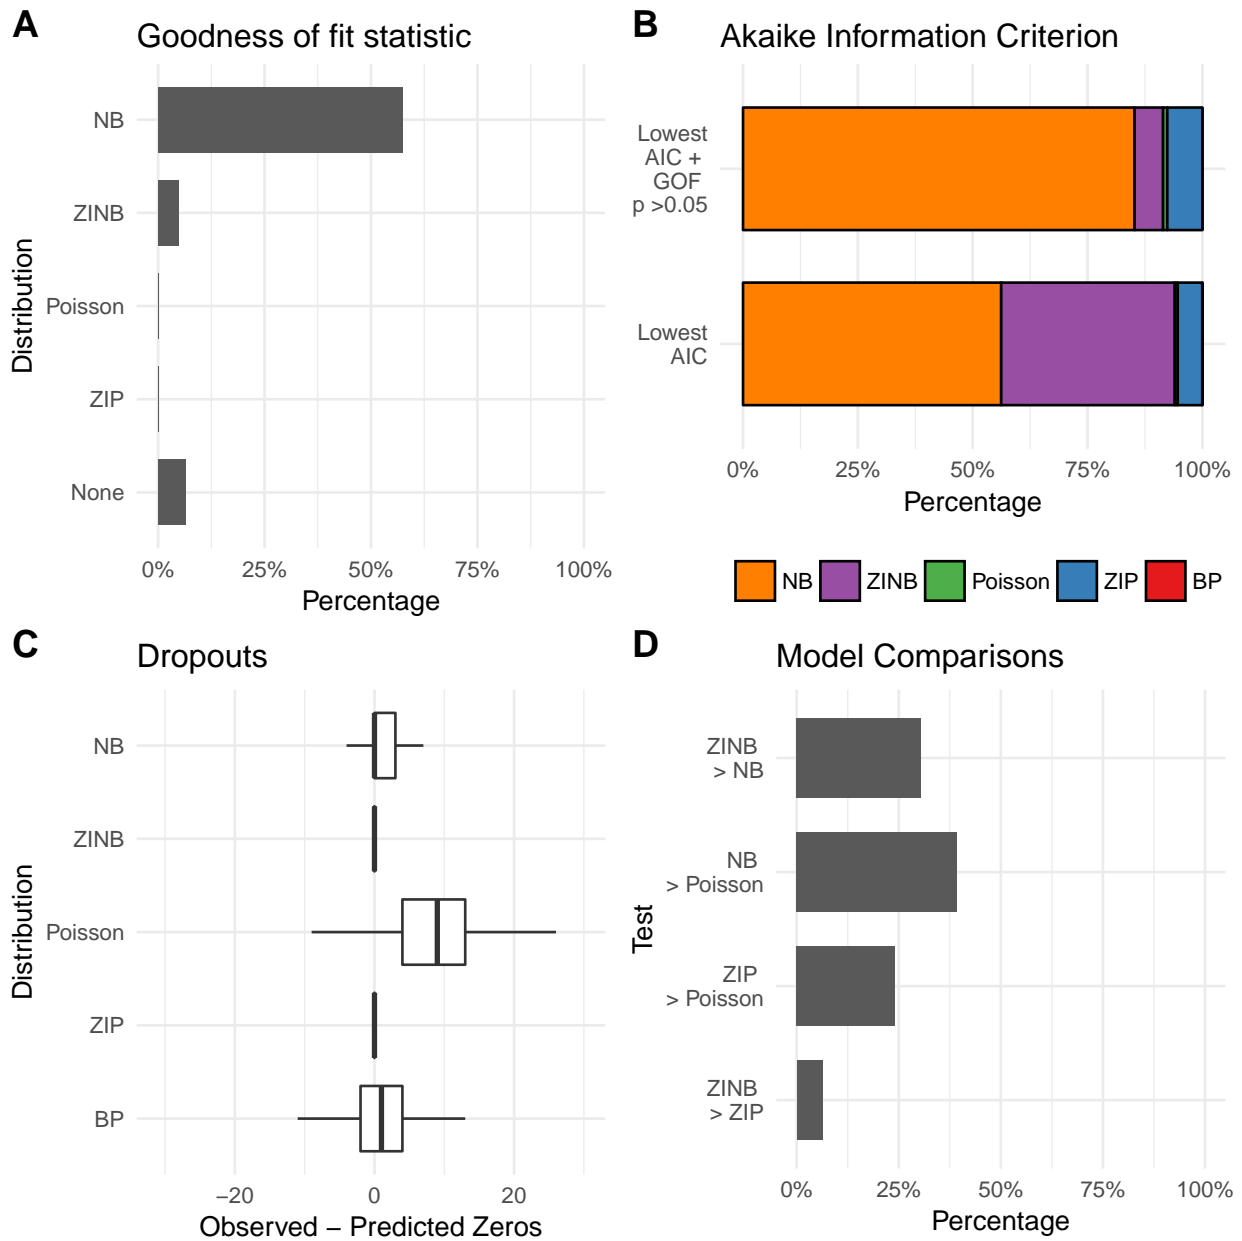 A
Goodness of fit statistic
Distribution
NB
ZINB
Poisson
ZIP
None
0% 25% 50% 75% 100%
Percentage
B
Akaike Information Criterion
Lowest
AIC +
GOF
p >0.05
Lowest
AIC
0% 25% 50% 75% 100%
Percentage
NB ZINB Poisson ZIP BP
C
Dropouts
Distribution
NB
ZINB
Poisson
ZIP
BP
−20 0 20
Observed − Predicted Zeros
D
Model Comparisons
Test
ZINB
> NB
NB
> Poisson
ZIP
> Poisson
ZINB
> ZIP
0% 25% 50% 75% 100%
Percentage